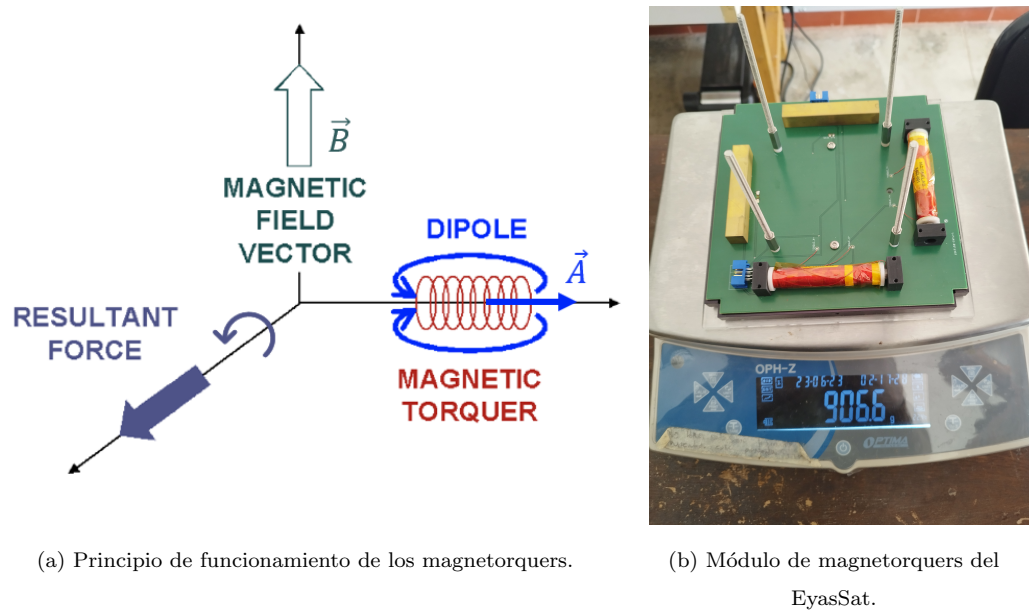 B
MAGNETIC
FIELD
VECTOR
DIPOLE
A
RESULTANT
FORCE
MAGNETIC
TORQUER
OPH-Z
906.6
g
OPTIMA
(a) Principio de funcionamiento de los magnetorquers.
(b) Módulo de magnetorquers del
EyasSat.